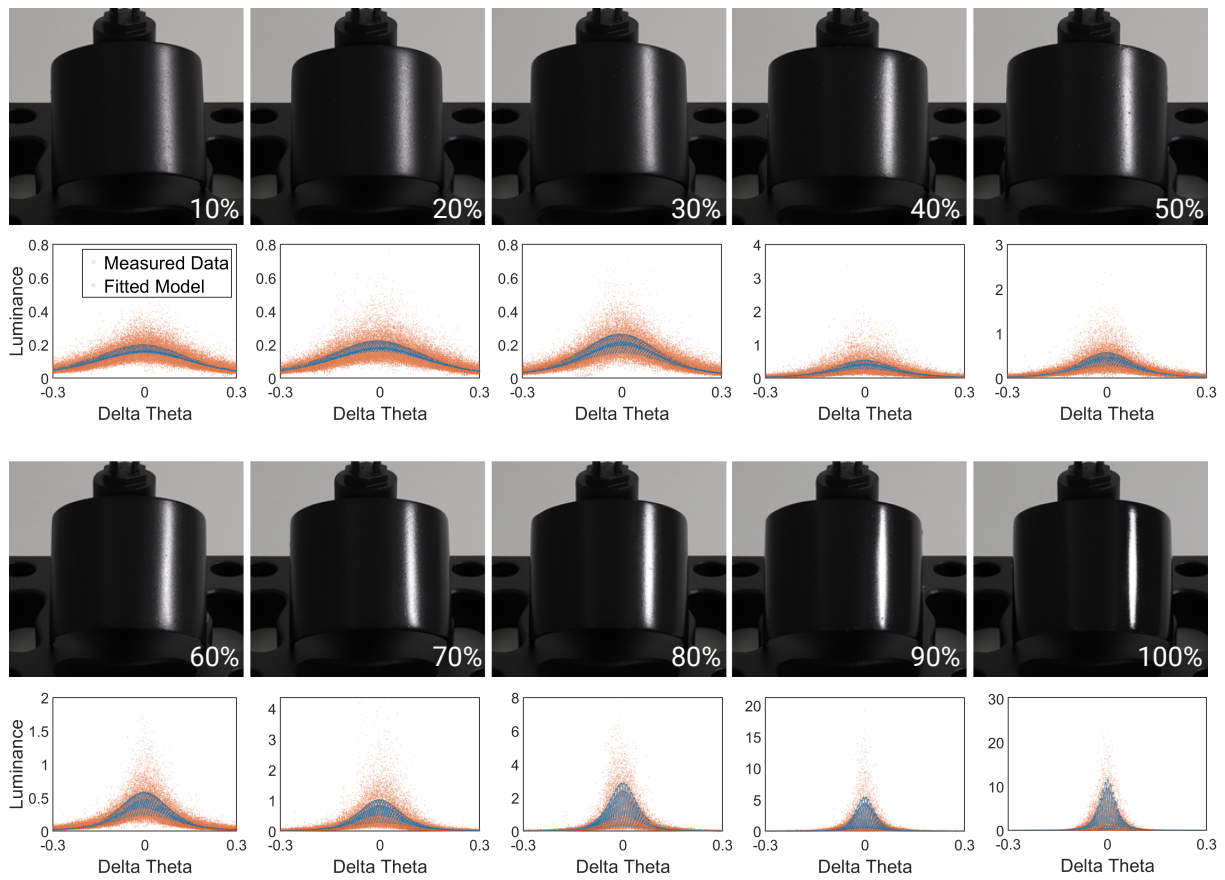 10% 20% 30% 40% 50%
0.8 0.8 0.8 4 3
Measured Data
Fitted Model
0.6 0.6 0.6 3
2
0.4 0.4 0.4 2
1
0.2 0.2 0.2 1
0 0 0 0 0
Luminance
-0.3 0 0.3 -0.3 0 0.3 -0.3 0 0.3 -0.3 0 0.3 -0.3 0 0.3
Delta Theta Delta Theta Delta Theta Delta Theta Delta Theta
60% 70% 80% 90% 100%
2 4 8 20 30
1.5 3 6 15 20
1 2 4 10 10
0.5 1 2 5
0 0 0 0 0
Luminance
-0.3 0 0.3 -0.3 0 0.3 -0.3 0 0.3 -0.3 0 0.3 -0.3 0 0.3
Delta Theta Delta Theta Delta Theta Delta Theta Delta Theta